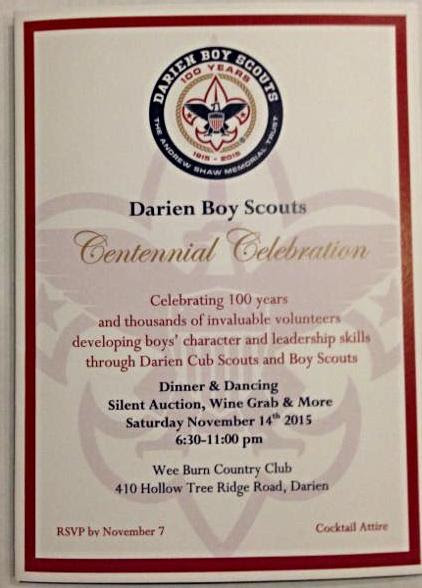 DARIEN BOY SCOUTS
100 YEARS
1915 - 2015
THE ANDREW SHAW MEMORIAL TRUST
Darien Boy Scouts
Centennial Celebration
Celebrating 100 years
and thousands of invaluable volunteers
developing boys' character and leadership skills
through Darien Cub Scouts and Boy Scouts
Dinner & Dancing
Silent Auction, Wine Grab & More
Saturday November 14th 2015
6:30-11:00 pm
Wee Burn Country Club
410 Hollow Tree Ridge Road, Darien
RSVP by November 7
Cocktail Attire